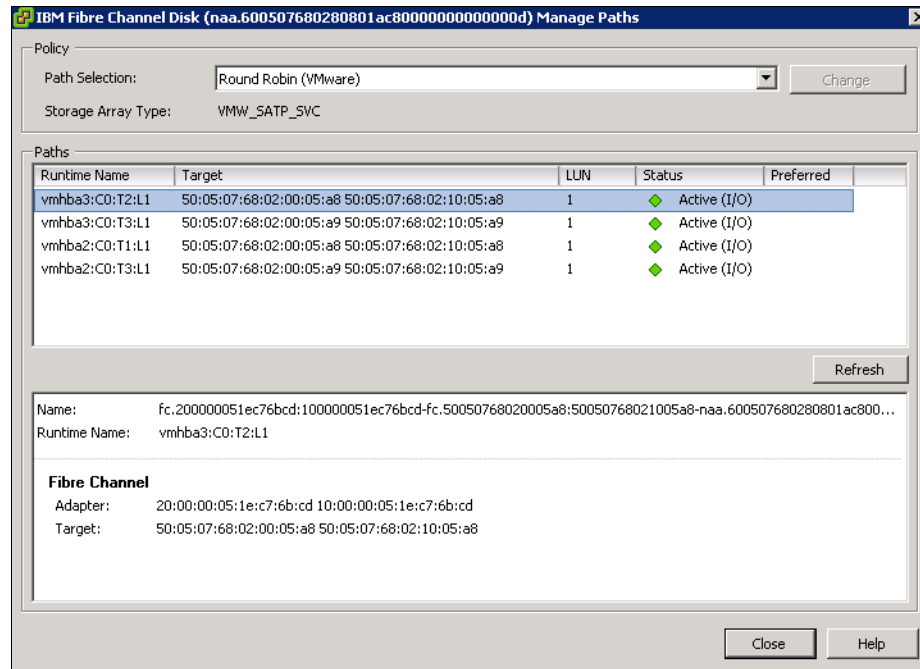 IBM Fibre Channel Disk (naa.600507680280801ac80000000000000d) Manage Paths
Policy
Path Selection: Round Robin (VMware) Change
Storage Array Type: VMW_SATP_SVC
Paths
Runtime Name Target LUN Status Preferred
vmhba3:C0:T2:L1 50:05:07:68:02:00:05:a8 50:05:07:68:02:10:05:a8 1 Active (I/O)
vmhba3:C0:T3:L1 50:05:07:68:02:00:05:a9 50:05:07:68:02:10:05:a9 1 Active (I/O)
vmhba2:C0:T1:L1 50:05:07:68:02:00:05:a8 50:05:07:68:02:10:05:a8 1 Active (I/O)
vmhba2:C0:T3:L1 50:05:07:68:02:00:05:a9 50:05:07:68:02:10:05:a9 1 Active (I/O)
Refresh
Name: fc.200000051ec76bcd:100000051ec76bcd-fc.50050768020005a8:50050768021005a8-naa.600507680280801ac800...
Runtime Name: vmhba3:C0:T2:L1
Fibre Channel
Adapter: 20:00:00:05:1e:c7:6b:cd 10:00:00:05:1e:c7:6b:cd
Target: 50:05:07:68:02:00:05:a8 50:05:07:68:02:10:05:a8
Close Help